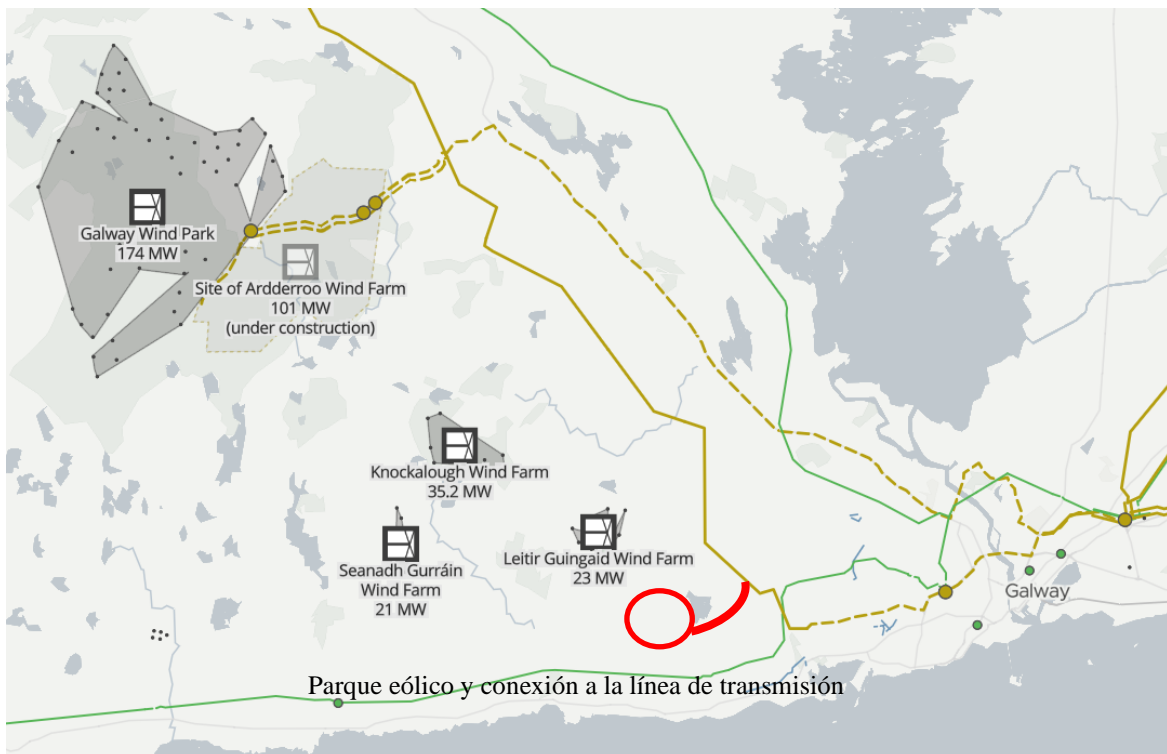 Galway Wind Park
174 MW
Site of Ardderroo Wind Farm
101 MW
(under construction)
Knockalough Wind Farm
35.2 MW
Seanadh Gurráin
Wind Farm
21 MW
Leitir Guingaid Wind Farm
23 MW
Galway
Parque eólico y conexión a la línea de transmisión